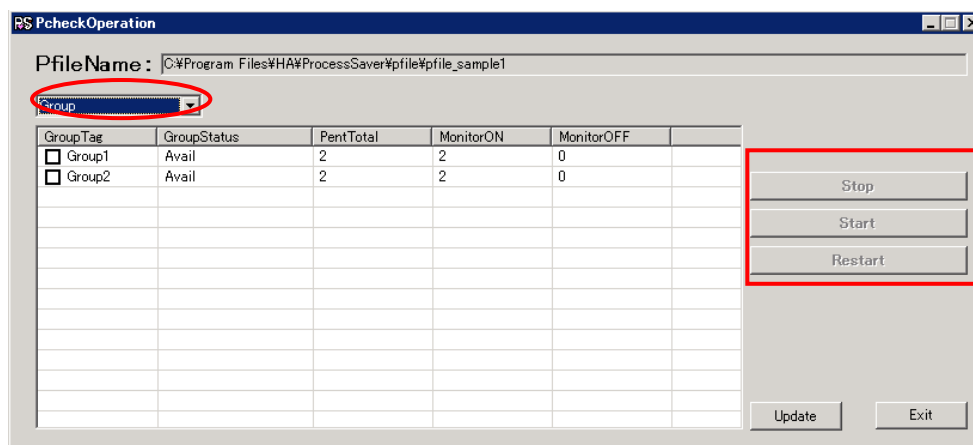 PS PcheckOperation
PfileName: C:¥Program Files¥HA¥ProcessSaver¥pfile¥pfile_sample1
Group
GroupTag GroupStatus PentTotal MonitorON MonitorOFF
Group1 Avail 2 2 0
Group2 Avail 2 2 0
Stop
Start
Restart
Update Exit